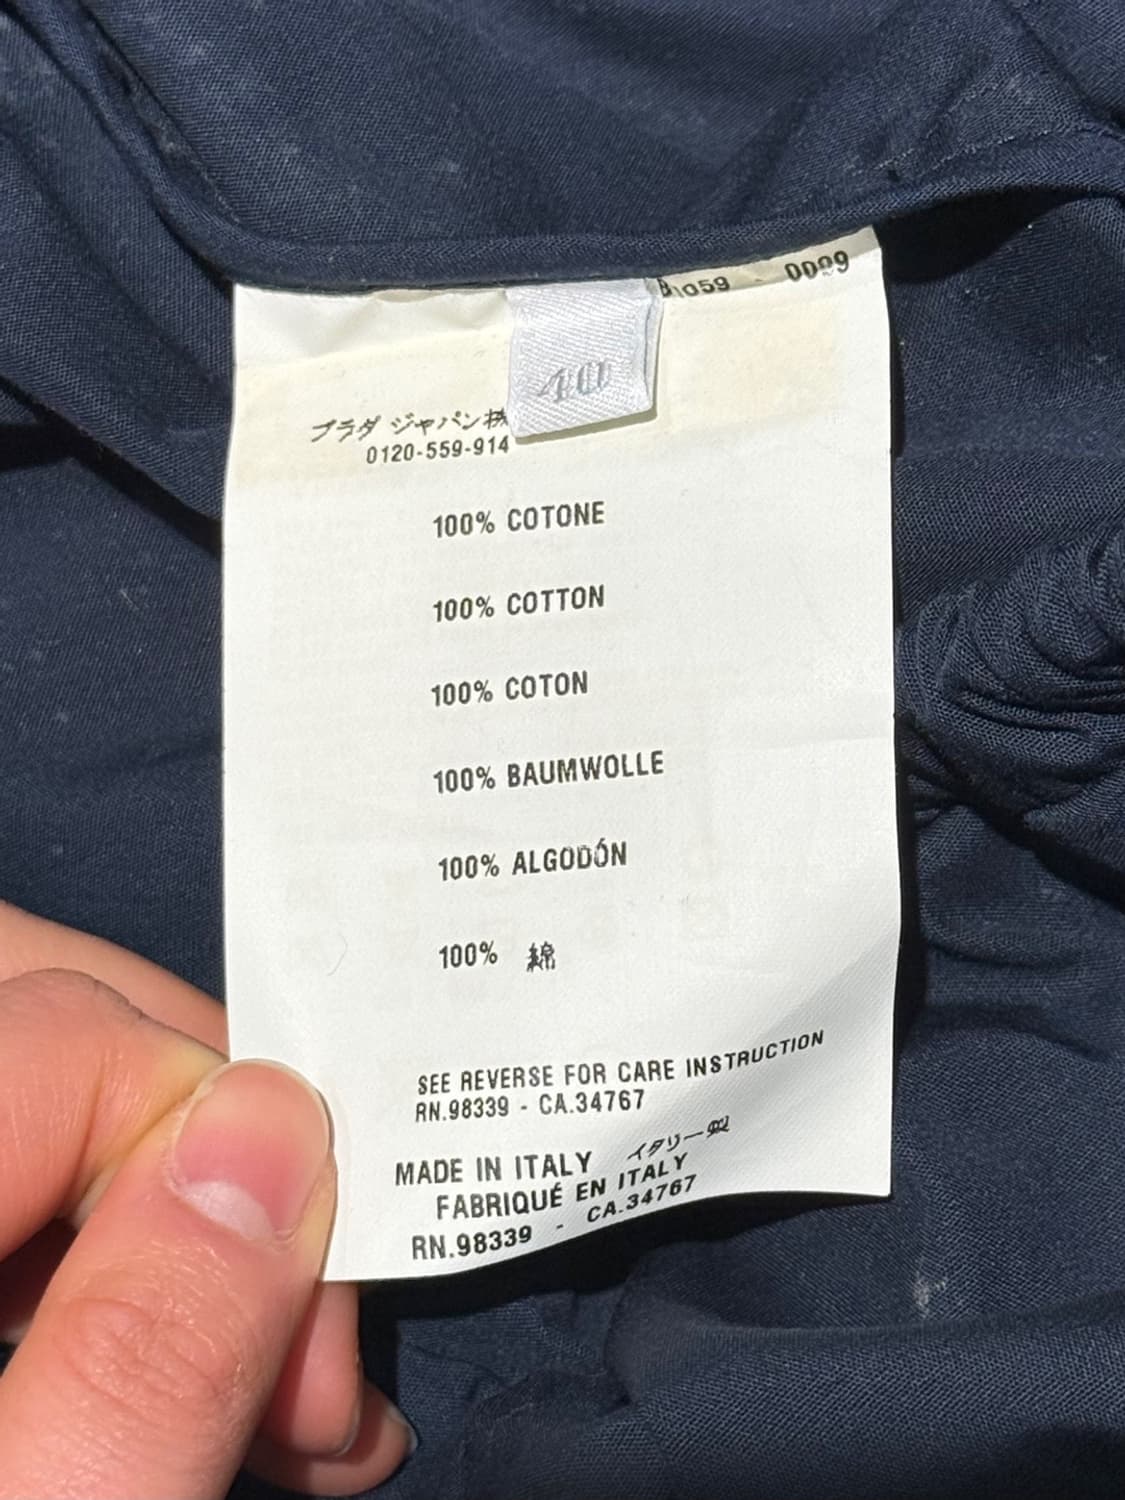 B1059 - 0099
40
プラダ ジャパン株
0120-559-914
100% COTONE
100% COTTON
100% COTON
100% BAUMWOLLE
100% ALGODÓN
100% 綿
SEE REVERSE FOR CARE INSTRUCTION
RN.98339 - CA.34767
MADE IN ITALY イタリー製
FABRIQUÉ EN ITALY
RN.98339 - CA.34767